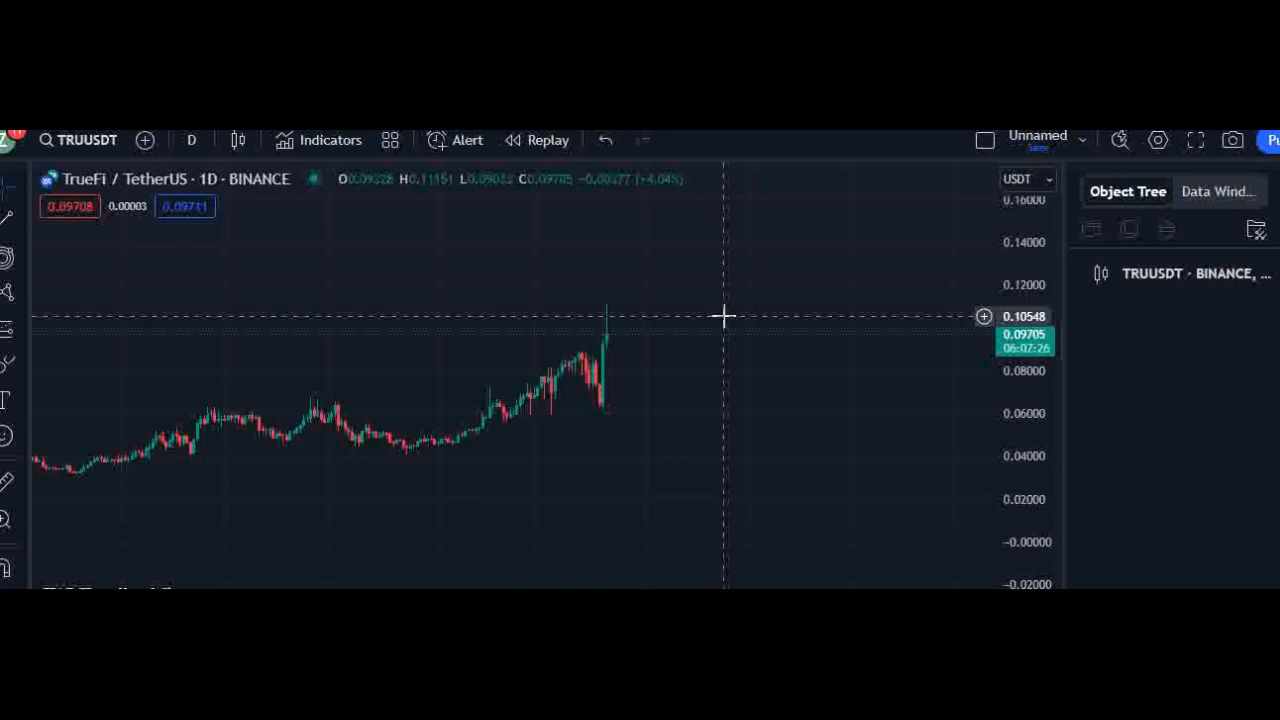 TRUUSDT D Indicators Alert Replay Unnamed Save
TrueFi / TetherUS · 1D · BINANCE
USDT
Object Tree Data Wind...
0.09708 0.00003 0.09711
0.16000
0.14000
TRUUSDT · BINANCE, ...
0.12000
0.10548
0.09705
06:07:26
0.08000
0.06000
0.04000
0.02000
−0.00000
−0.02000